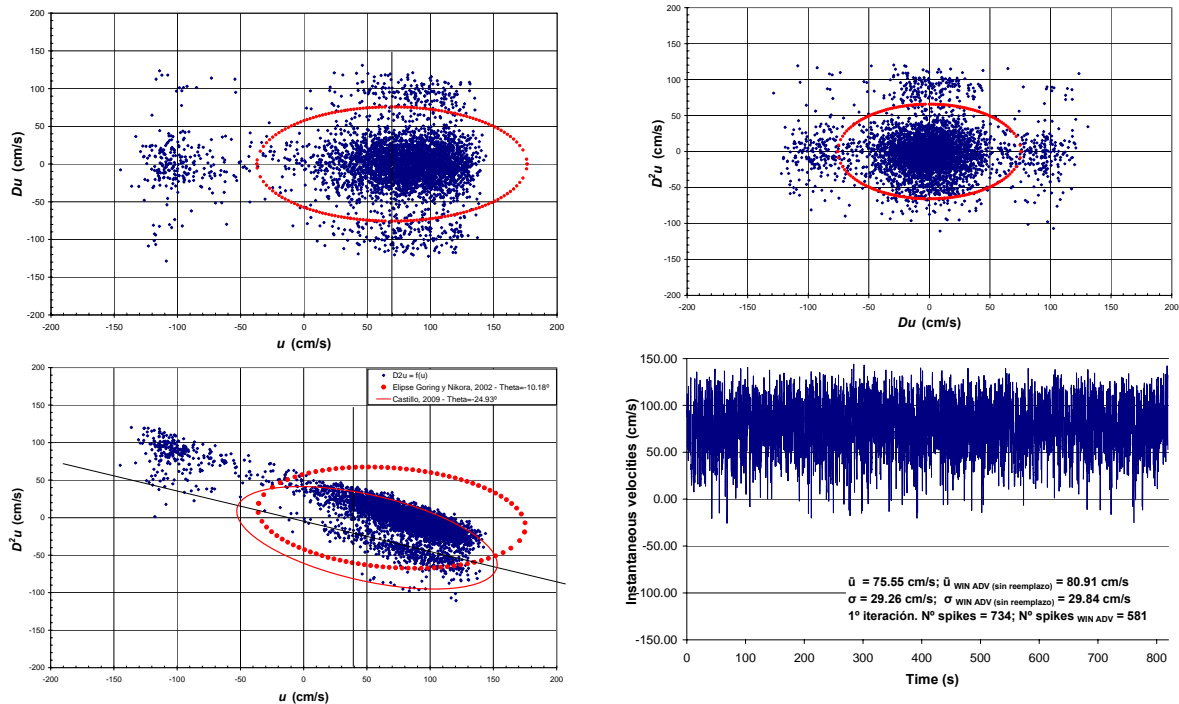 200
150
100
50
0
-50
-100
-150
-200
-200 -150 -100 -50 0 50 100 150 200
Du (cm/s)
u (cm/s)
200
150
100
50
0
-50
-100
-150
-200
-200 -150 -100 -50 0 50 100 150 200
D²u (cm/s)
Du (cm/s)
200
150
100
50
0
-50
-100
-150
-200
-200 -150 -100 -50 0 50 100 150 200
D²u (cm/s)
u (cm/s)
D2u = f(u)
Elipse Goring y Nikora, 2002 - Theta=-10.18º
Castillo, 2009 - Theta=-24.93º
150.00
100.00
50.00
0.00
-50.00
-100.00
-150.00
0 100 200 300 400 500 600 700 800
Instantaneous velocities (cm/s)
Time (s)
ū = 75.55 cm/s; ū WIN ADV (sin reemplazo) = 80.91 cm/s
σ = 29.26 cm/s; σ WIN ADV (sin reemplazo) = 29.84 cm/s
1º iteración. Nº spikes = 734; Nº spikes WIN ADV = 581